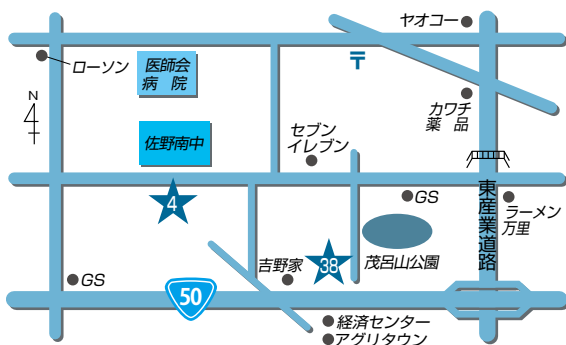 ヤオコー
ローソン
医師会
病　院
〒
カワチ
薬　品
N
佐野南中
セブン
イレブン
4
GS
東産業道路
ラーメン
万里
38
茂呂山公園
吉野家
GS
50
経済センター
アグリタウン